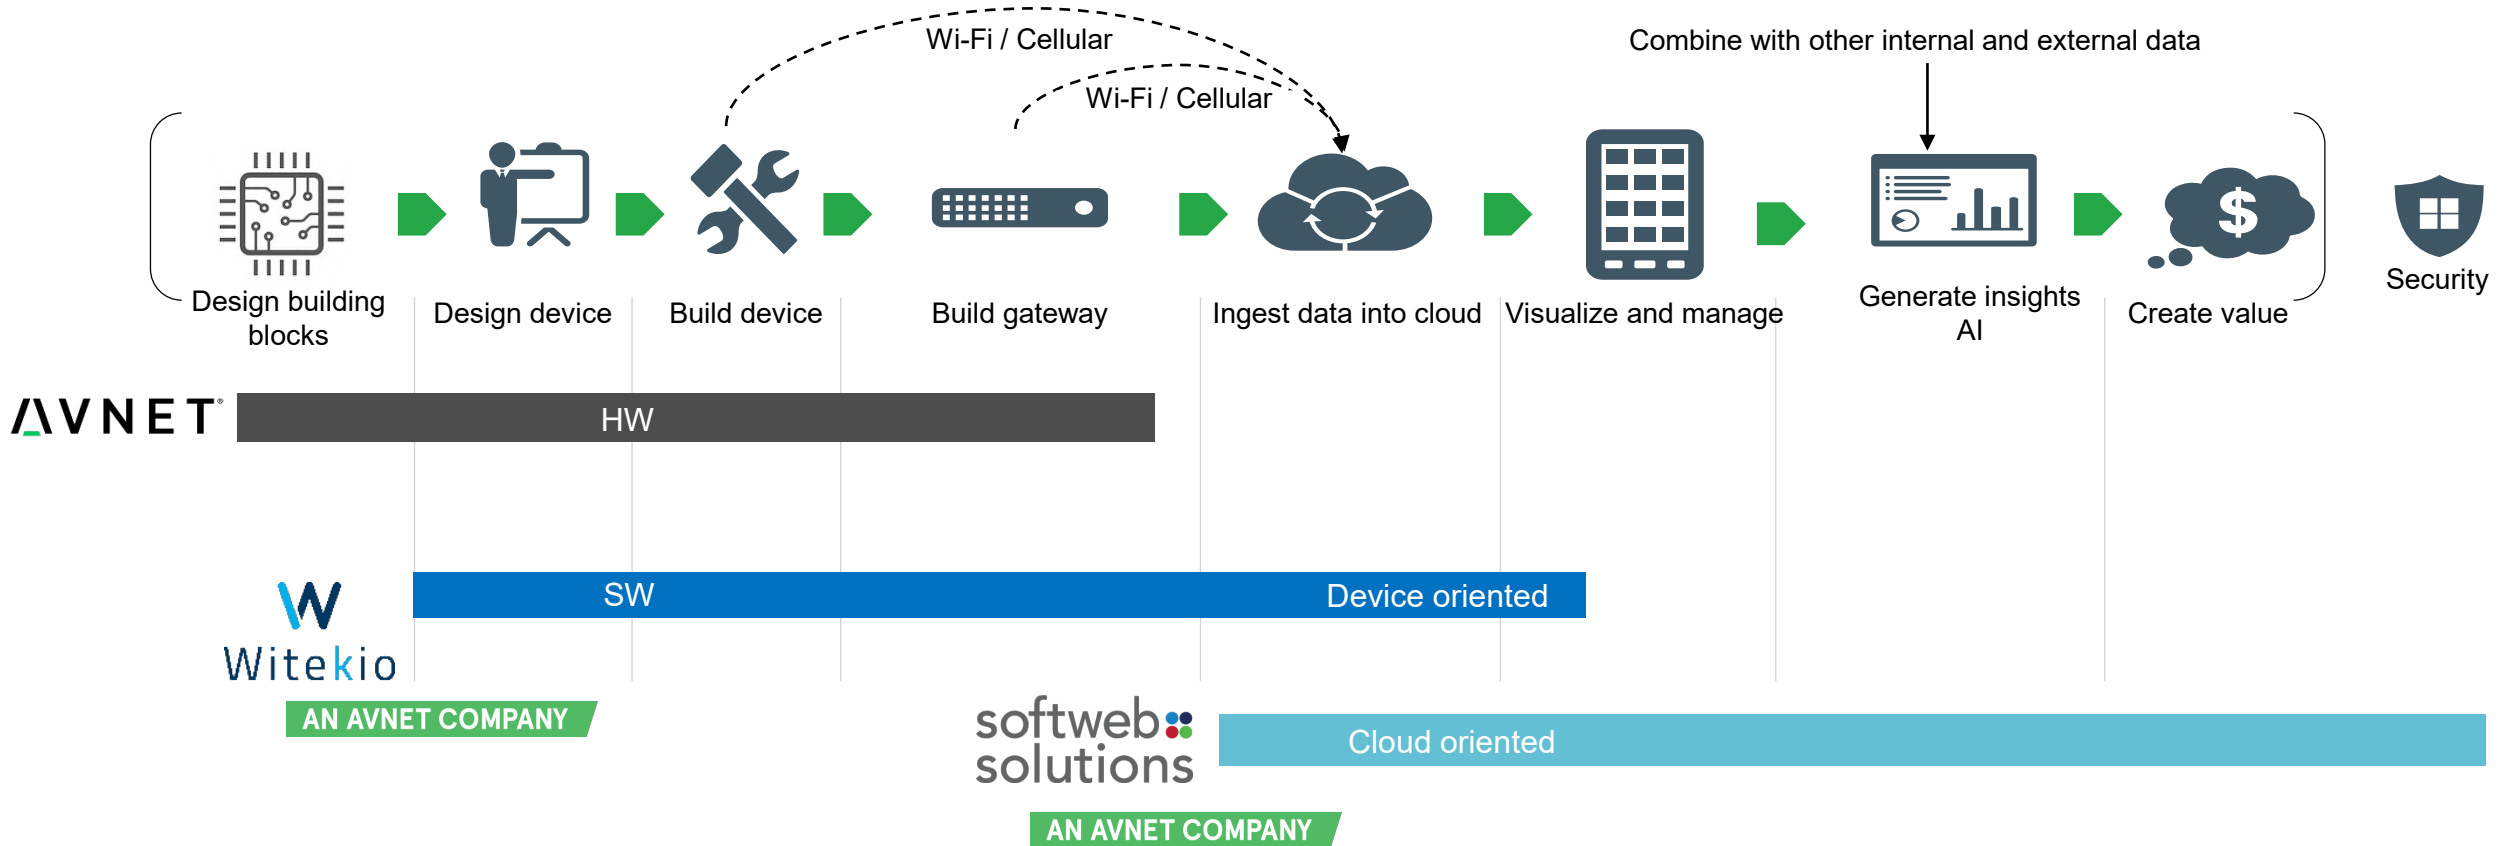 Wi-Fi / Cellular
Combine with other internal and external data
Wi-Fi / Cellular
Design building
blocks
Design device
Build device
Build gateway
Ingest data into cloud
Visualize and manage
Generate insights
AI
Create value
Security
AVNET®
HW
SW
Device oriented
Witekio
AN AVNET COMPANY
softweb
solutions
Cloud oriented
AN AVNET COMPANY